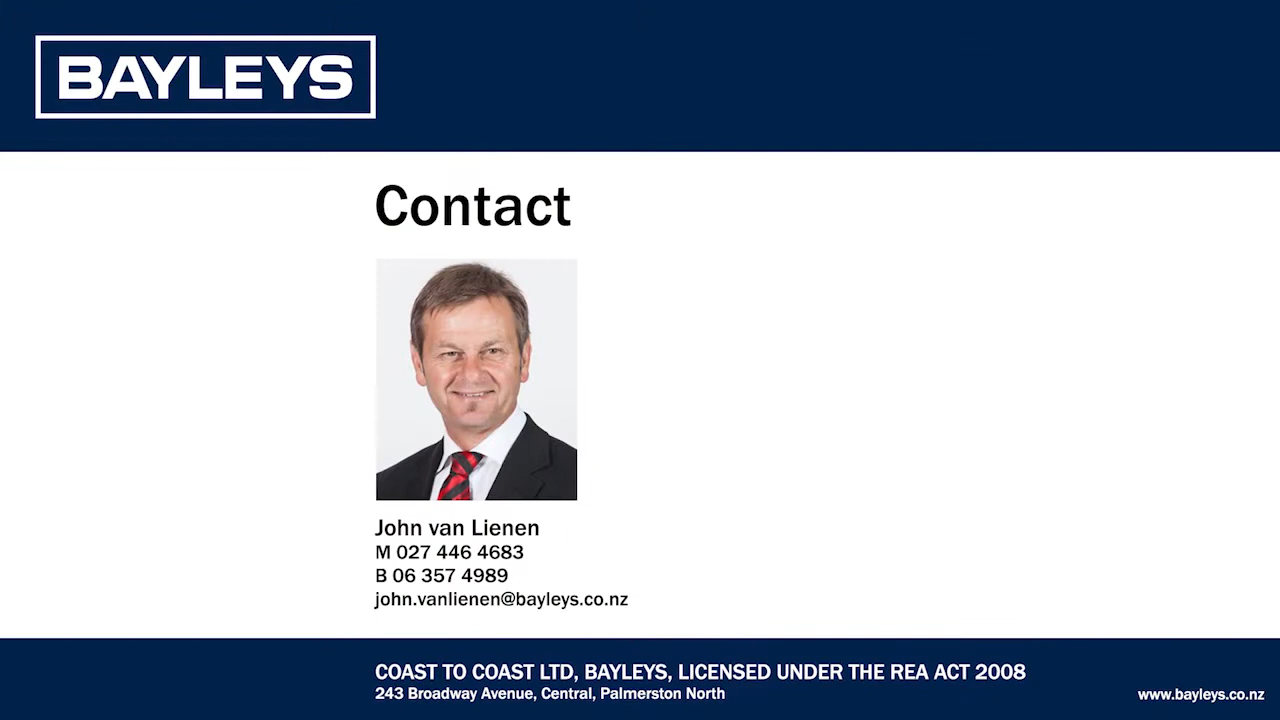 BAYLEYS
Contact
John van Lienen
M 027 446 4683
B 06 357 4989
john.vanlienen@bayleys.co.nz
COAST TO COAST LTD, BAYLEYS, LICENSED UNDER THE REA ACT 2008
243 Broadway Avenue, Central, Palmerston North
www.bayleys.co.nz